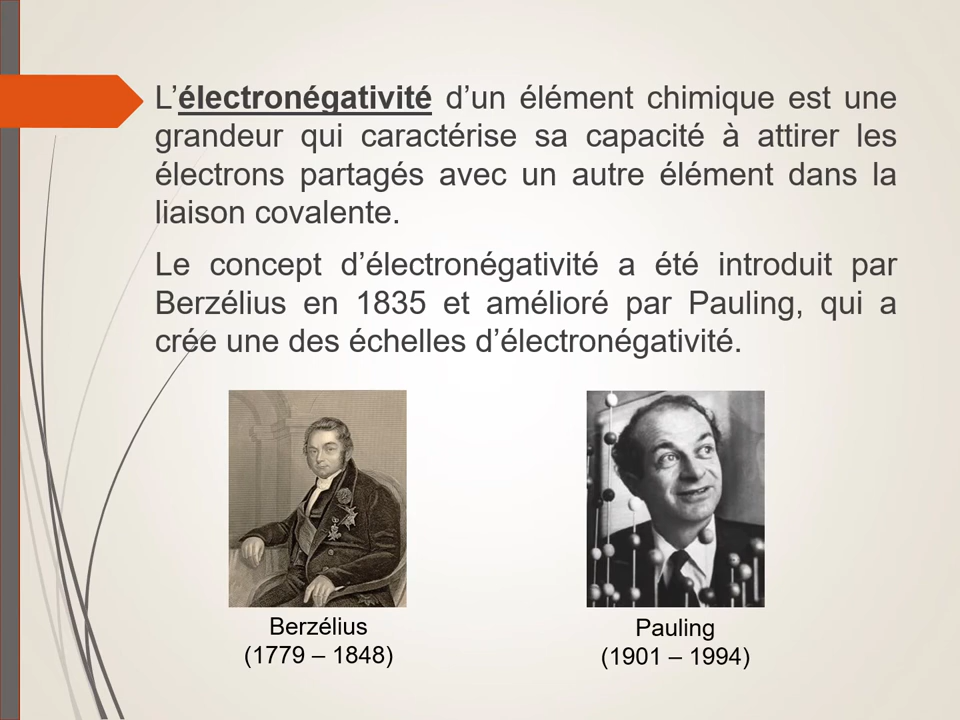 L’électronégativité d’un élément chimique est une
grandeur qui caractérise sa capacité à attirer les
électrons partagés avec un autre élément dans la
liaison covalente.
Le concept d’électronégativité a été introduit par
Berzélius en 1835 et amélioré par Pauling, qui a
crée une des échelles d’électronégativité.
Berzélius
(1779 – 1848)
Pauling
(1901 – 1994)